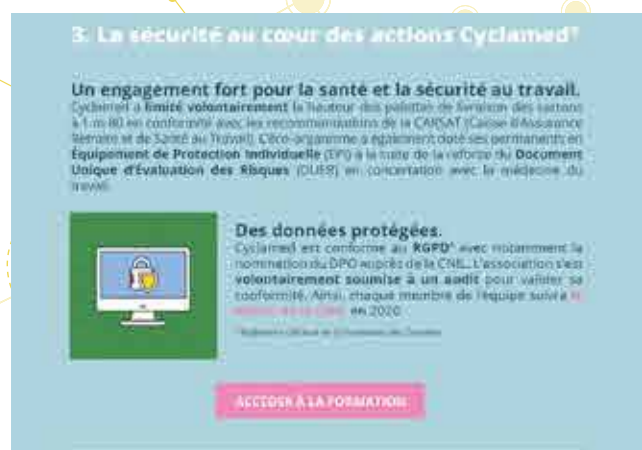 3. La sécurité au cœur des actions Cyclamed*
Un engagement fort pour la santé et la sécurité au travail.
Cyclamed a limité volontairement la hauteur des palettes de livraison des cartons
à 1 m 80 en conformité avec les recommandations de la CARSAT (Caisse d'Assurance
Retraite et de Santé au Travail). L'éco-organisme a également doté ses permanents en
Équipement de Protection Individuelle (EPI) à la suite de la refonte du Document
Unique d'Évaluation des Risques (DUER) en concertation avec la médecine du
travail.
Des données protégées.
Cyclamed est conforme au RGPD* avec notamment la
nomination du DPO auprès de la CNIL. L'association s'est
volontairement soumise à un audit pour valider sa
conformité. Ainsi, chaque membre de l'équipe suivra
en 2020
ACCÉDER À LA FORMATION